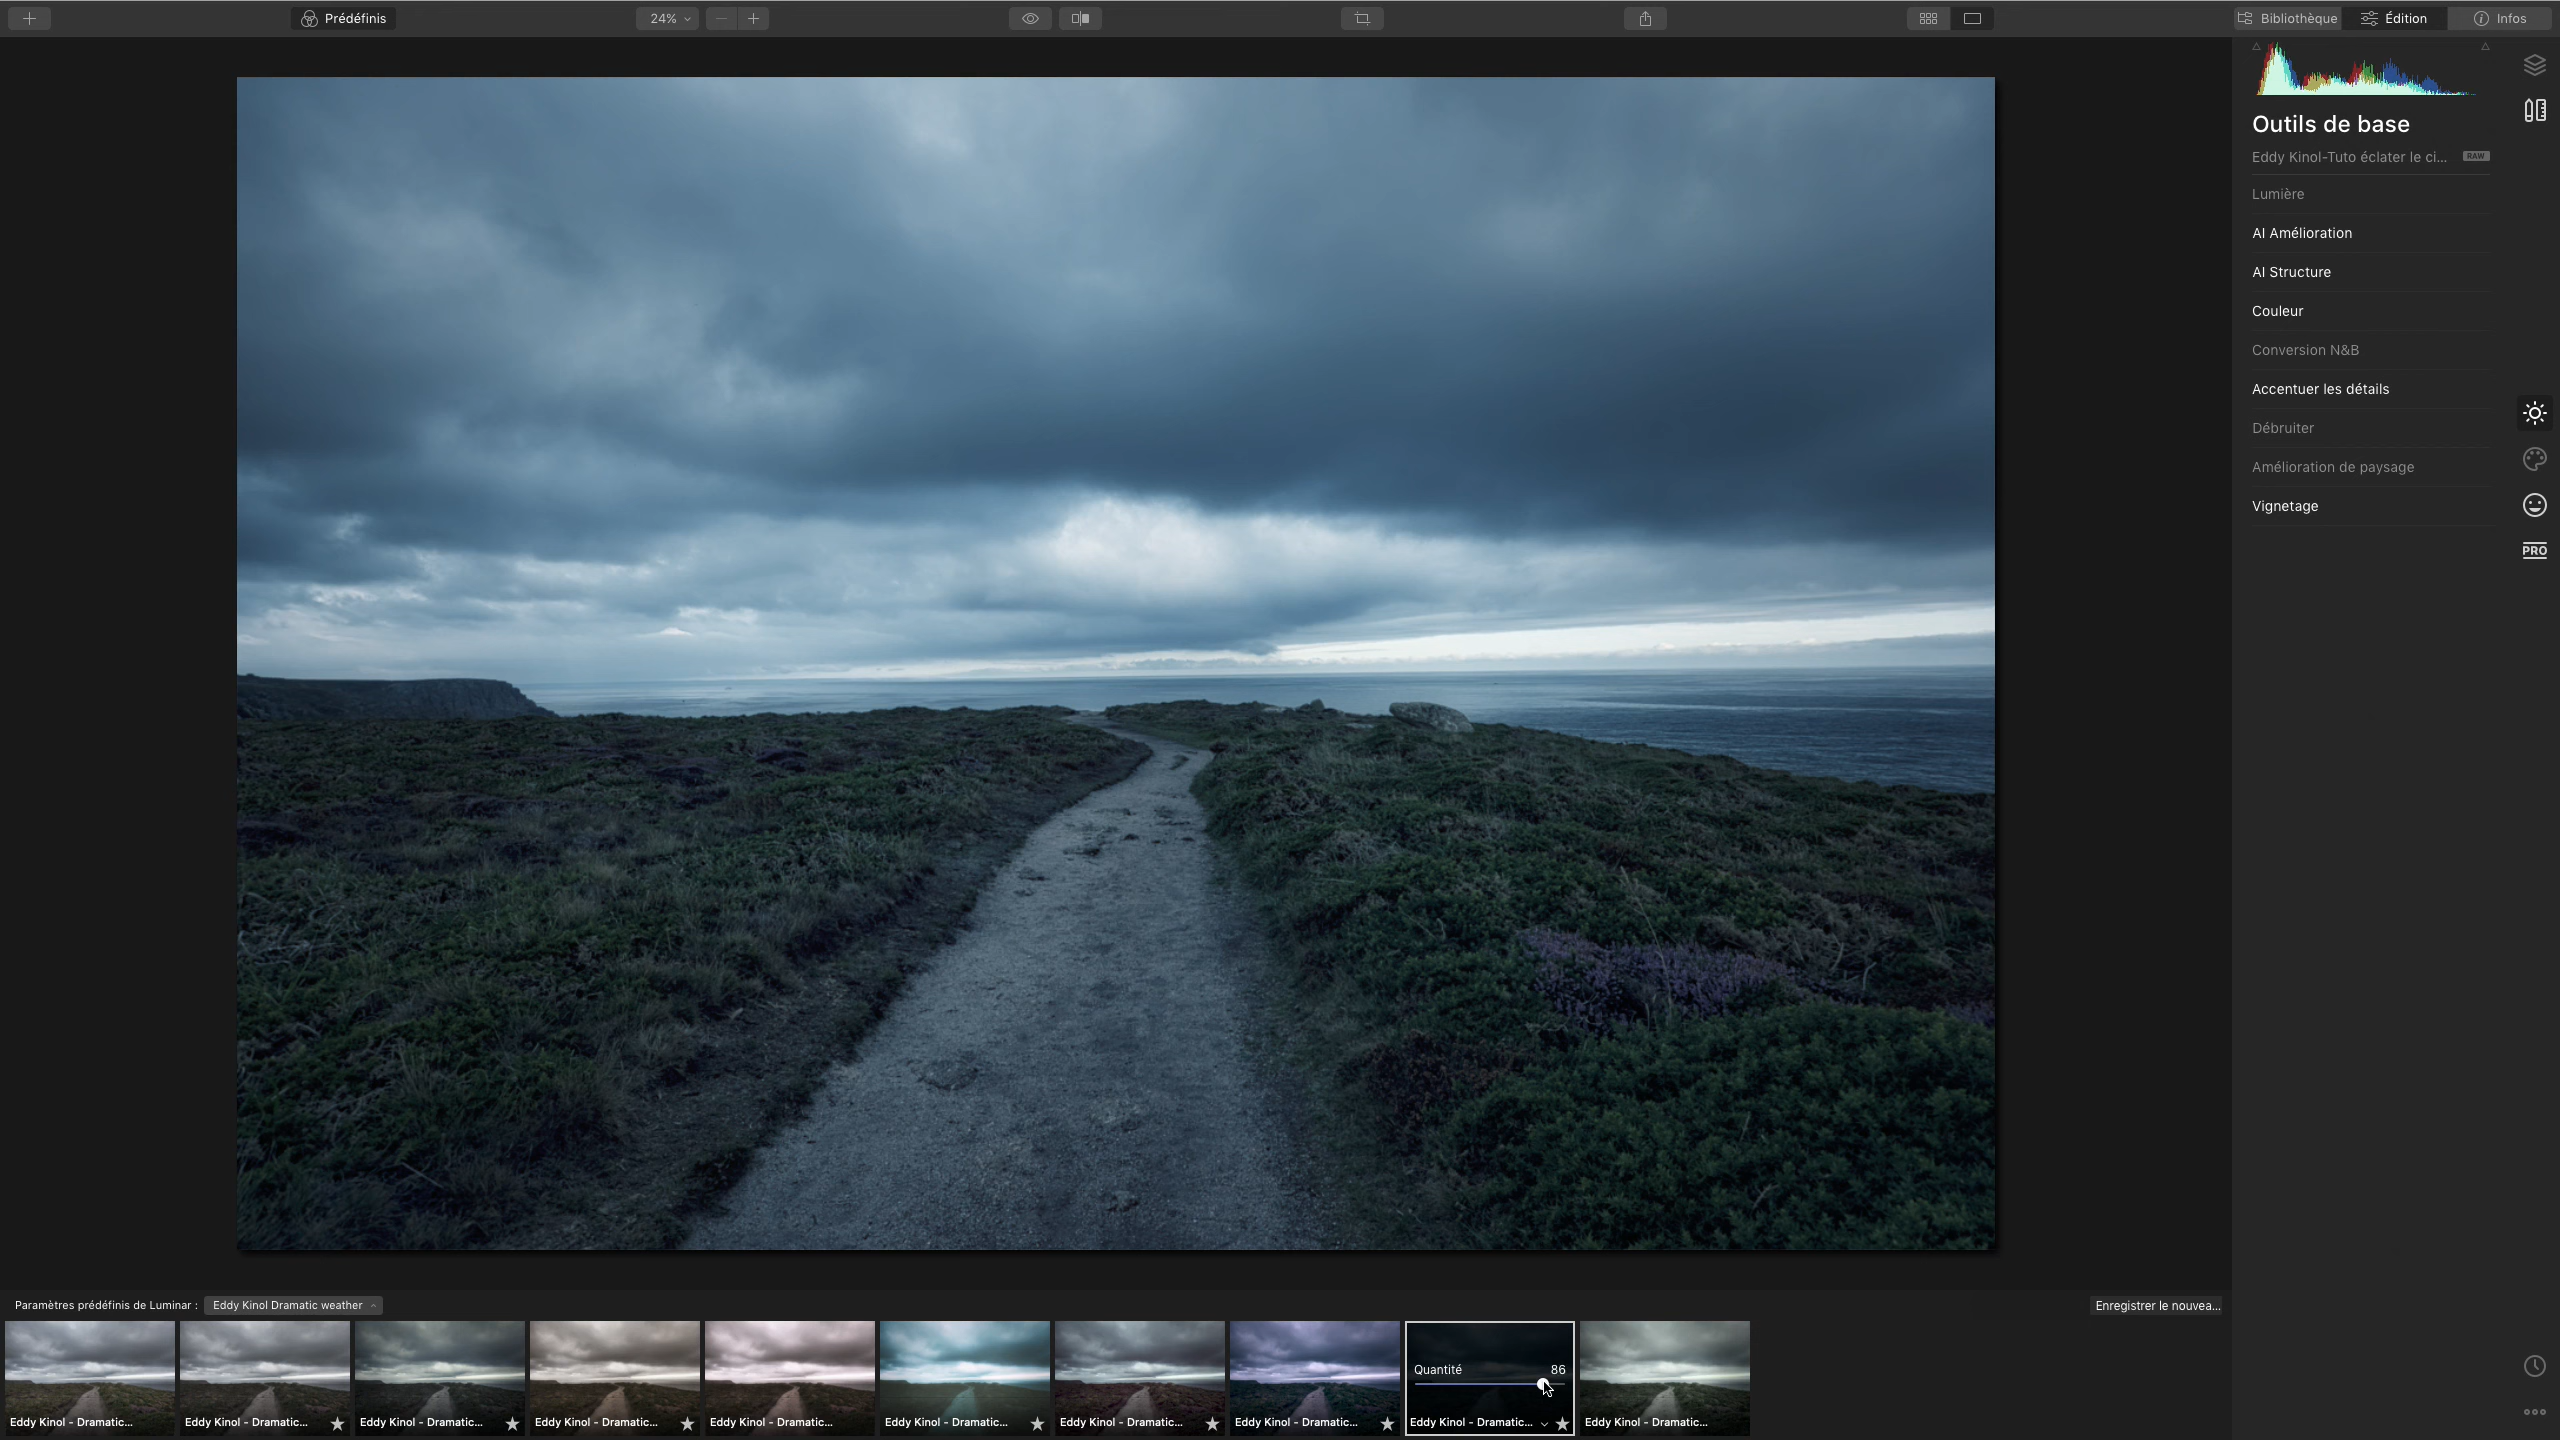 Prédéfinis
24%
Bibliothèque
Édition
Infos
Outils de base
Eddy Kinol-Tuto éclater le ci...
RAW
Lumière
AI Amélioration
AI Structure
Couleur
Conversion N&B
Accentuer les détails
Débruiter
Amélioration de paysage
Vignetage
PRO
Paramètres prédéfinis de Luminar :
Eddy Kinol Dramatic weather
Enregistrer le nouvea...
Quantité
86
Eddy Kinol - Dramatic...
Eddy Kinol - Dramatic...
Eddy Kinol - Dramatic...
Eddy Kinol - Dramatic...
Eddy Kinol - Dramatic...
Eddy Kinol - Dramatic...
Eddy Kinol - Dramatic...
Eddy Kinol - Dramatic...
Eddy Kinol - Dramatic...
Eddy Kinol - Dramatic...